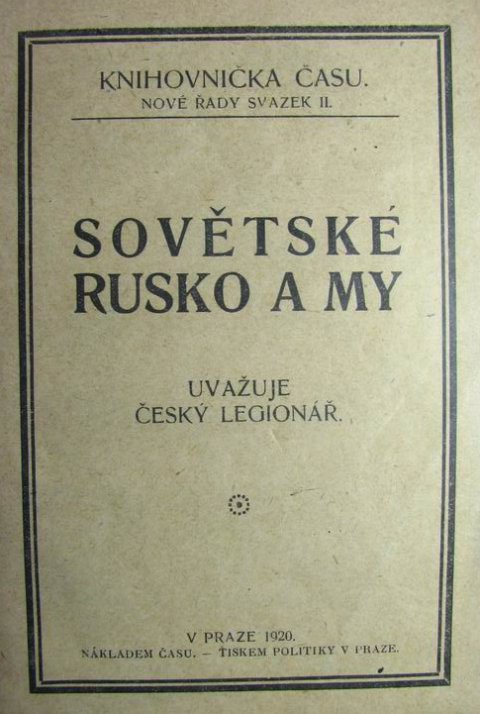 KNIHOVNIČKA ČASU.
NOVÉ ŘADY SVAZEK II.
SOVĚTSKÉ
RUSKO A MY
UVAŽUJE
ČESKÝ LEGIONÁŘ.
V PRAZE 1920.
NÁKLADEM ČASU. – TISKEM POLITIKY V PRAZE.